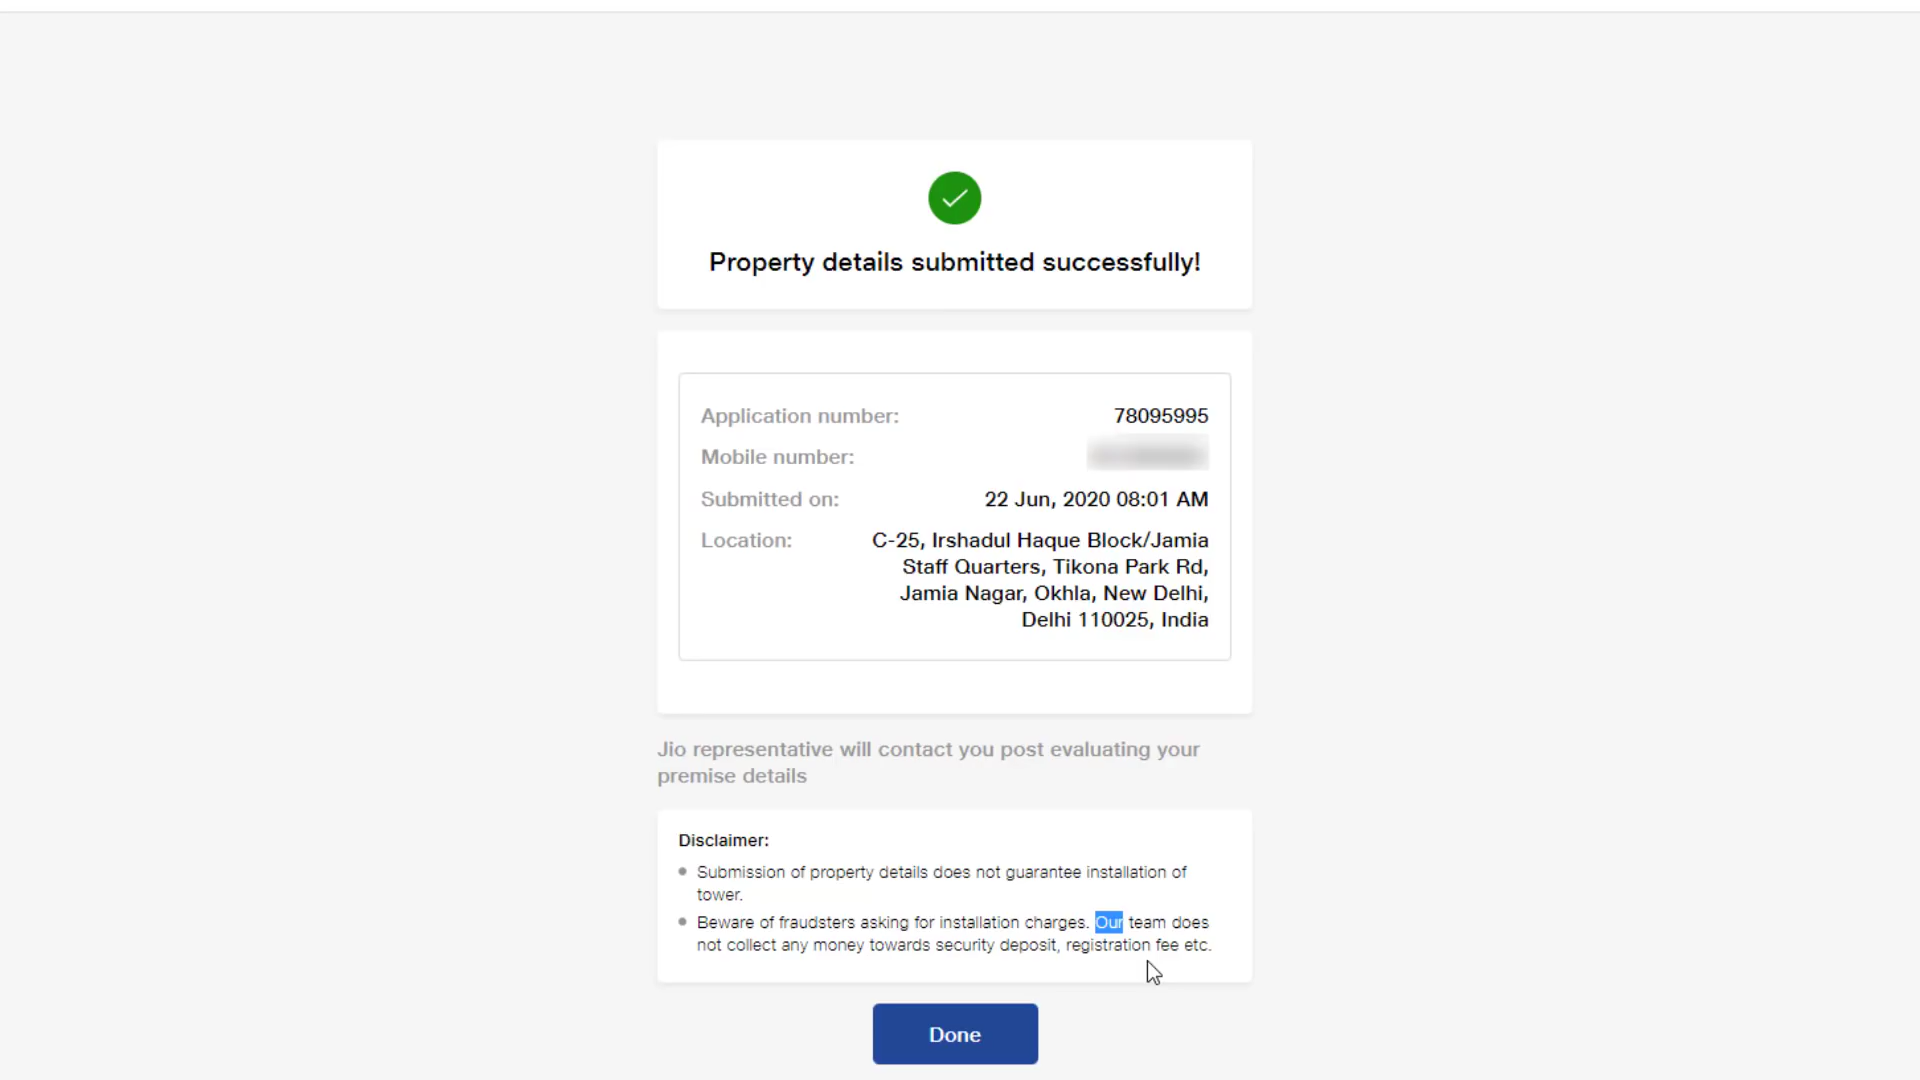 Property details submitted successfully!
Application number: 78095995
Mobile number:
Submitted on: 22 Jun, 2020 08:01 AM
Location: C-25, Irshadul Haque Block/Jamia
Staff Quarters, Tikona Park Rd,
Jamia Nagar, Okhla, New Delhi,
Delhi 110025, India
Jio representative will contact you post evaluating your
premise details
Disclaimer:
Submission of property details does not guarantee installation of
tower.
Beware of fraudsters asking for installation charges. Our team does
not collect any money towards security deposit, registration fee etc.
Done